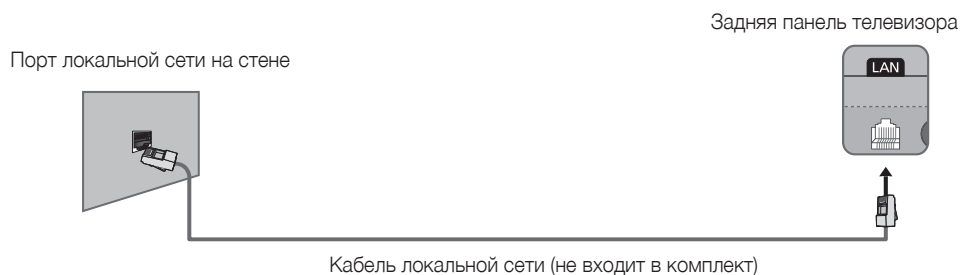 Задняя панель телевизора
Порт локальной сети на стене
LAN
Кабель локальной сети (не входит в комплект)